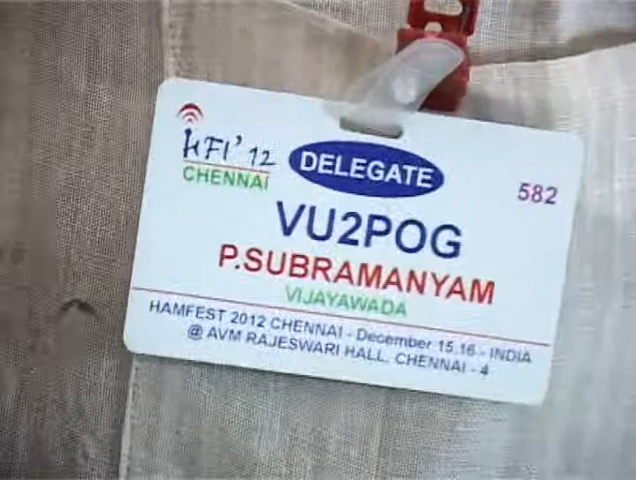 HFI' 12
CHENNAI
DELEGATE
582
VU2POG
P.SUBRAMANYAM
VIJAYAWADA
HAMFEST 2012 CHENNAI - December 15,16 - INDIA
@ AVM RAJESWARI HALL, CHENNAI - 4